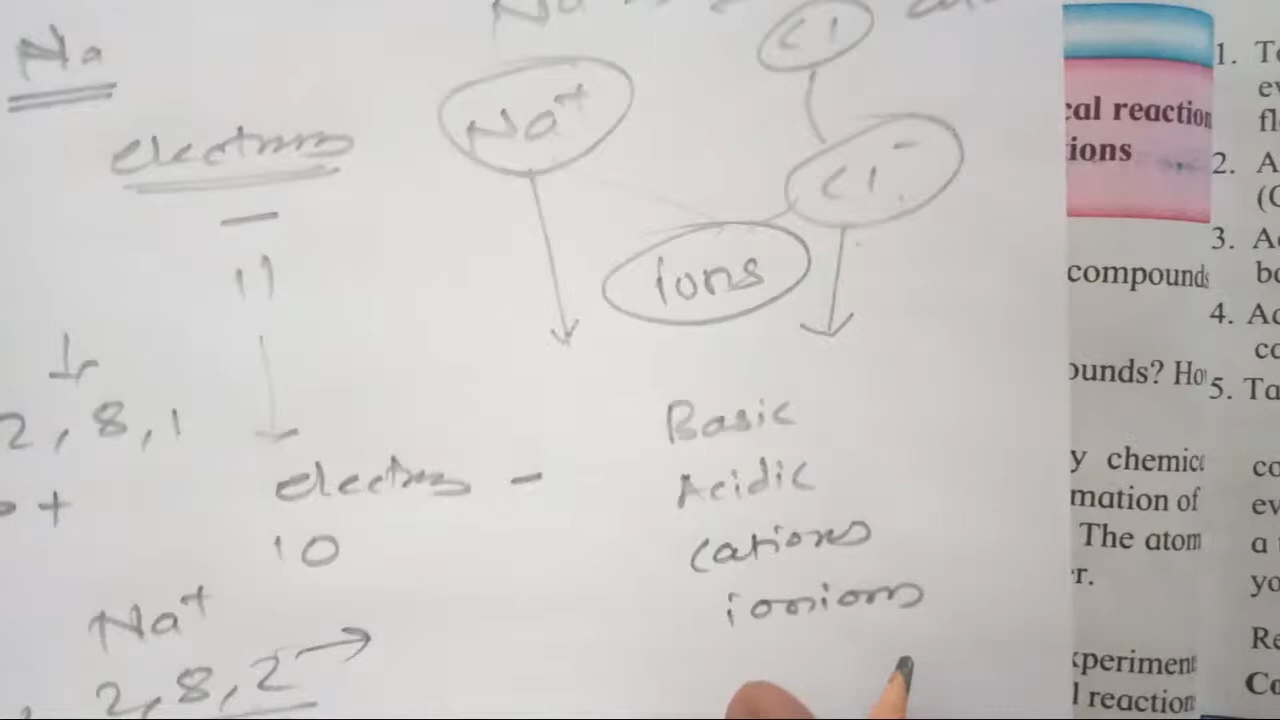 Na
electrons
11
2, 8, 1
+
electrons -
10
Na+
2, 8, 2
Na+
Cl
Cl-
ions
Basic
Acidic
cations
ionions
cal reaction
ions
compounds
ounds? Ho
y chemic
mation of
The atom
r.
xperiment
l reaction
1. T
ev
fl
2. A
(C
3. A
bo
4. Ac
co
5. Ta
co
ev
a
yo
Re
Co